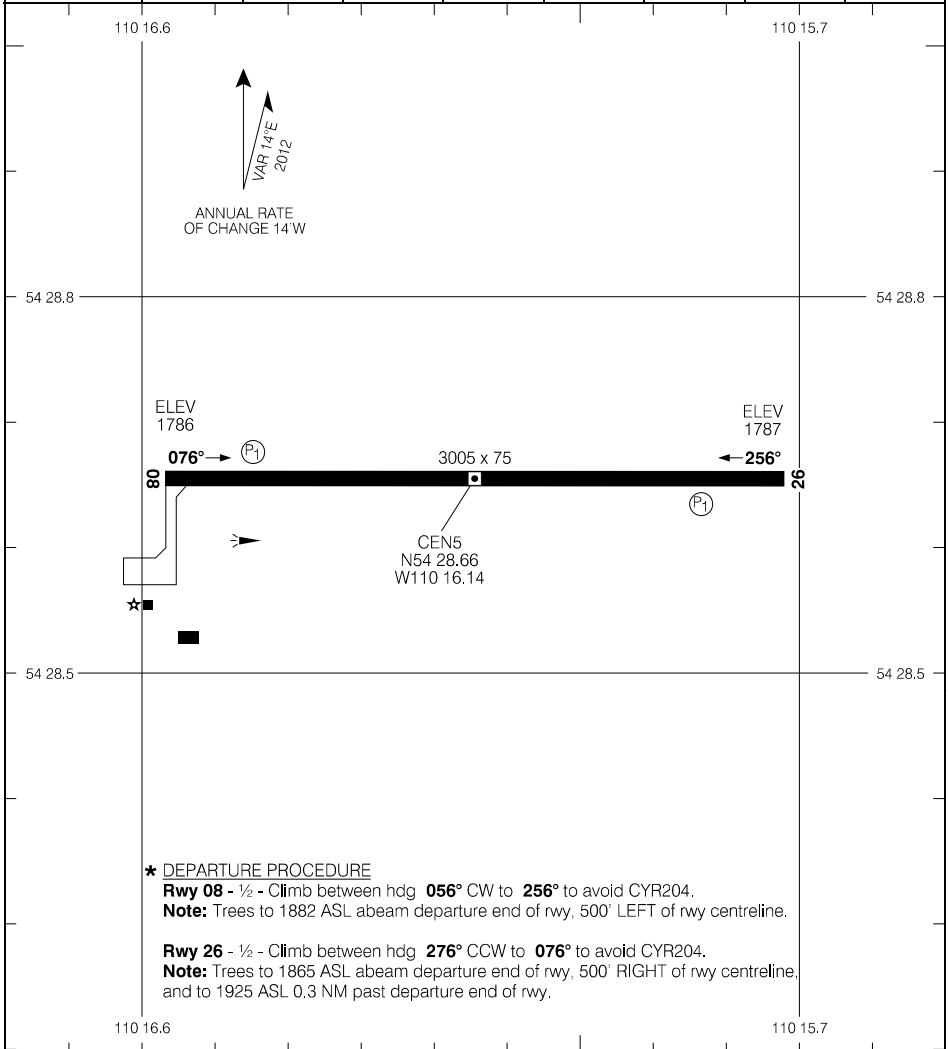 110 16.6 110 15.7
VAR 14°E
2012
ANNUAL RATE
OF CHANGE 14'W
54 28.8 54 28.8
ELEV
1786
ELEV
1787
076° P1 3005 x 75 256°
08 26
P1
CEN5
N54 28.66
W110 16.14
54 28.5 54 28.5
* DEPARTURE PROCEDURE
Rwy 08 - ½ - Climb between hdg 056° CW to 256° to avoid CYR204.
Note: Trees to 1882 ASL abeam departure end of rwy, 500' LEFT of rwy centreline.
Rwy 26 - ½ - Climb between hdg 276° CCW to 076° to avoid CYR204.
Note: Trees to 1865 ASL abeam departure end of rwy, 500' RIGHT of rwy centreline,
and to 1925 ASL 0.3 NM past departure end of rwy.
110 16.6 110 15.7